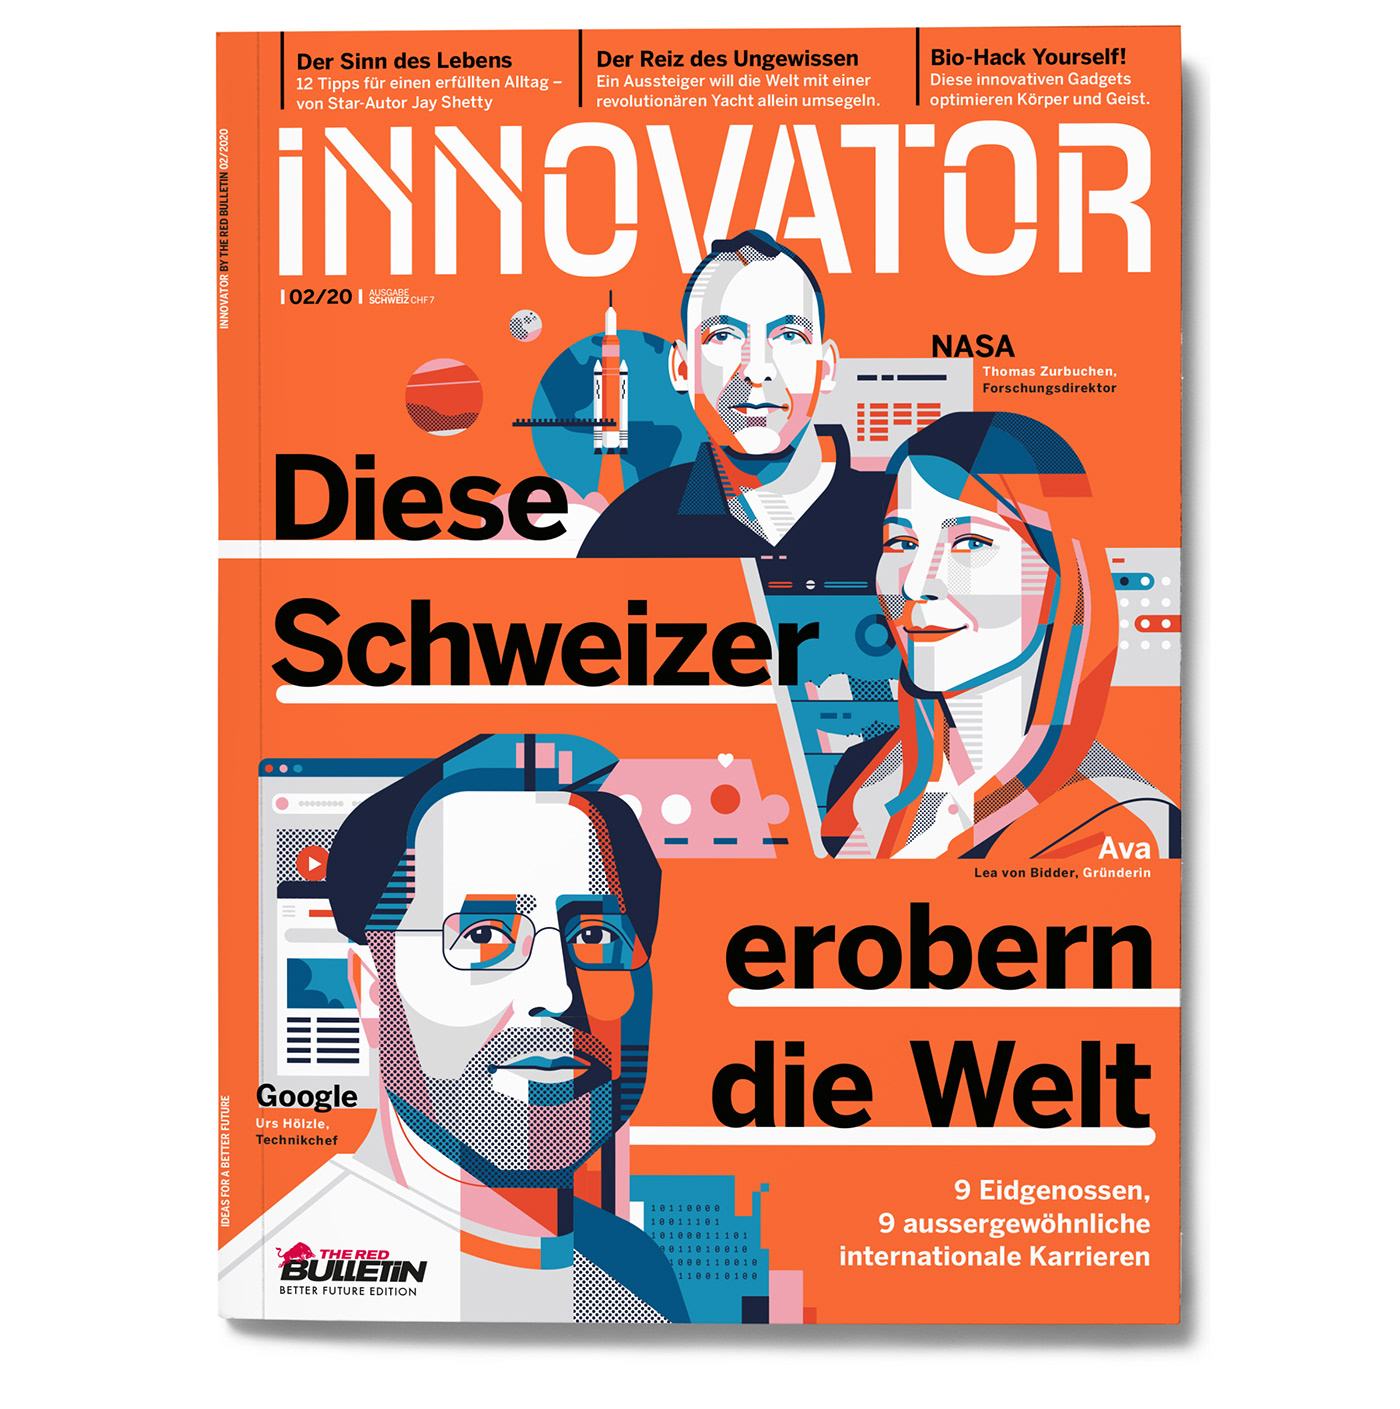 Der Sinn des Lebens
12 Tipps für einen erfüllten Alltag –
von Star-Autor Jay Shetty
Der Reiz des Ungewissen
Ein Aussteiger will die Welt mit einer
revolutionären Yacht allein umsegeln.
Bio-Hack Yourself!
Diese innovativen Gadgets
optimieren Körper und Geist.
INNOVATOR BY THE RED BULLETIN 02/2020
iNNOVATOR
02/20
AUSGABE
SCHWEIZ CHF 7
NASA
Thomas Zurbuchen,
Forschungsdirektor
Diese
Schweizer
Ava
Lea von Bidder, Gründerin
erobern
die Welt
Google
Urs Hölzle,
Technikchef
IDEAS FOR A BETTER FUTURE
9 Eidgenossen,
9 aussergewöhnliche
internationale Karrieren
10110000
10011101
THE RED
BULLETiN
BETTER FUTURE EDITION